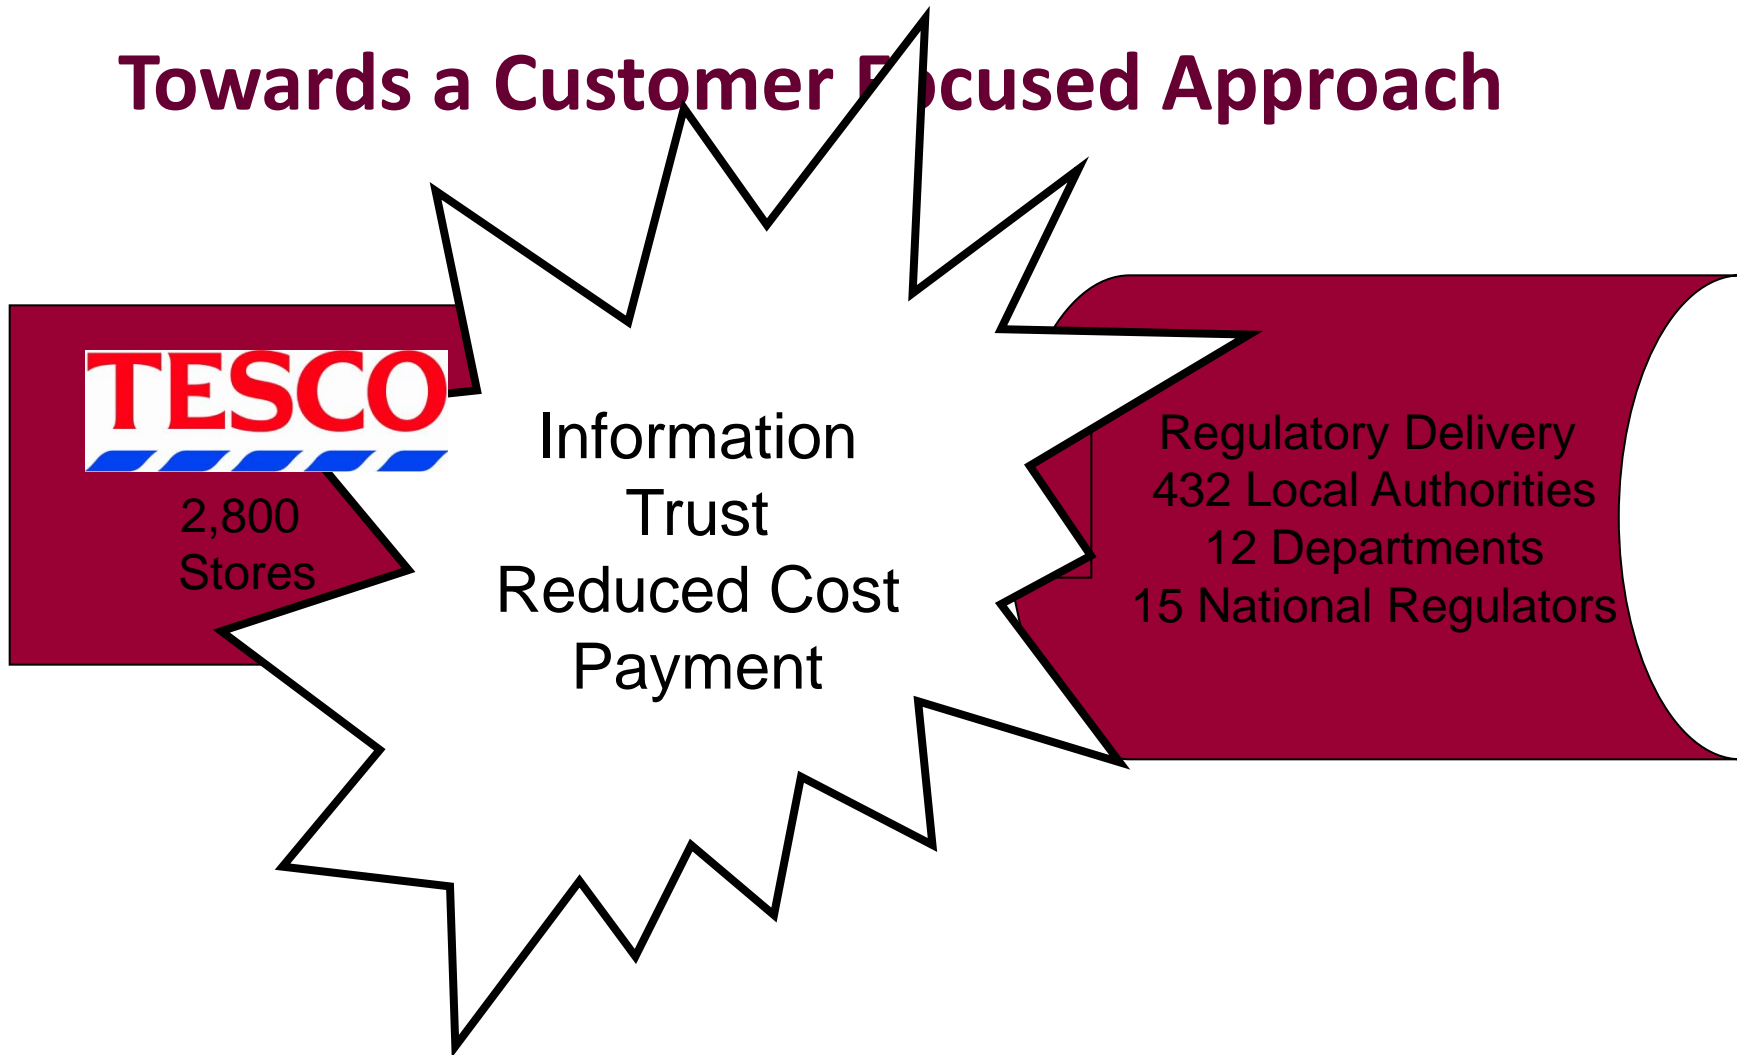 Towards a Customer Focused Approach
TESCO
2,800
Stores
Information
Trust
Reduced Cost
Payment
Regulatory Delivery
432 Local Authorities
12 Departments
15 National Regulators